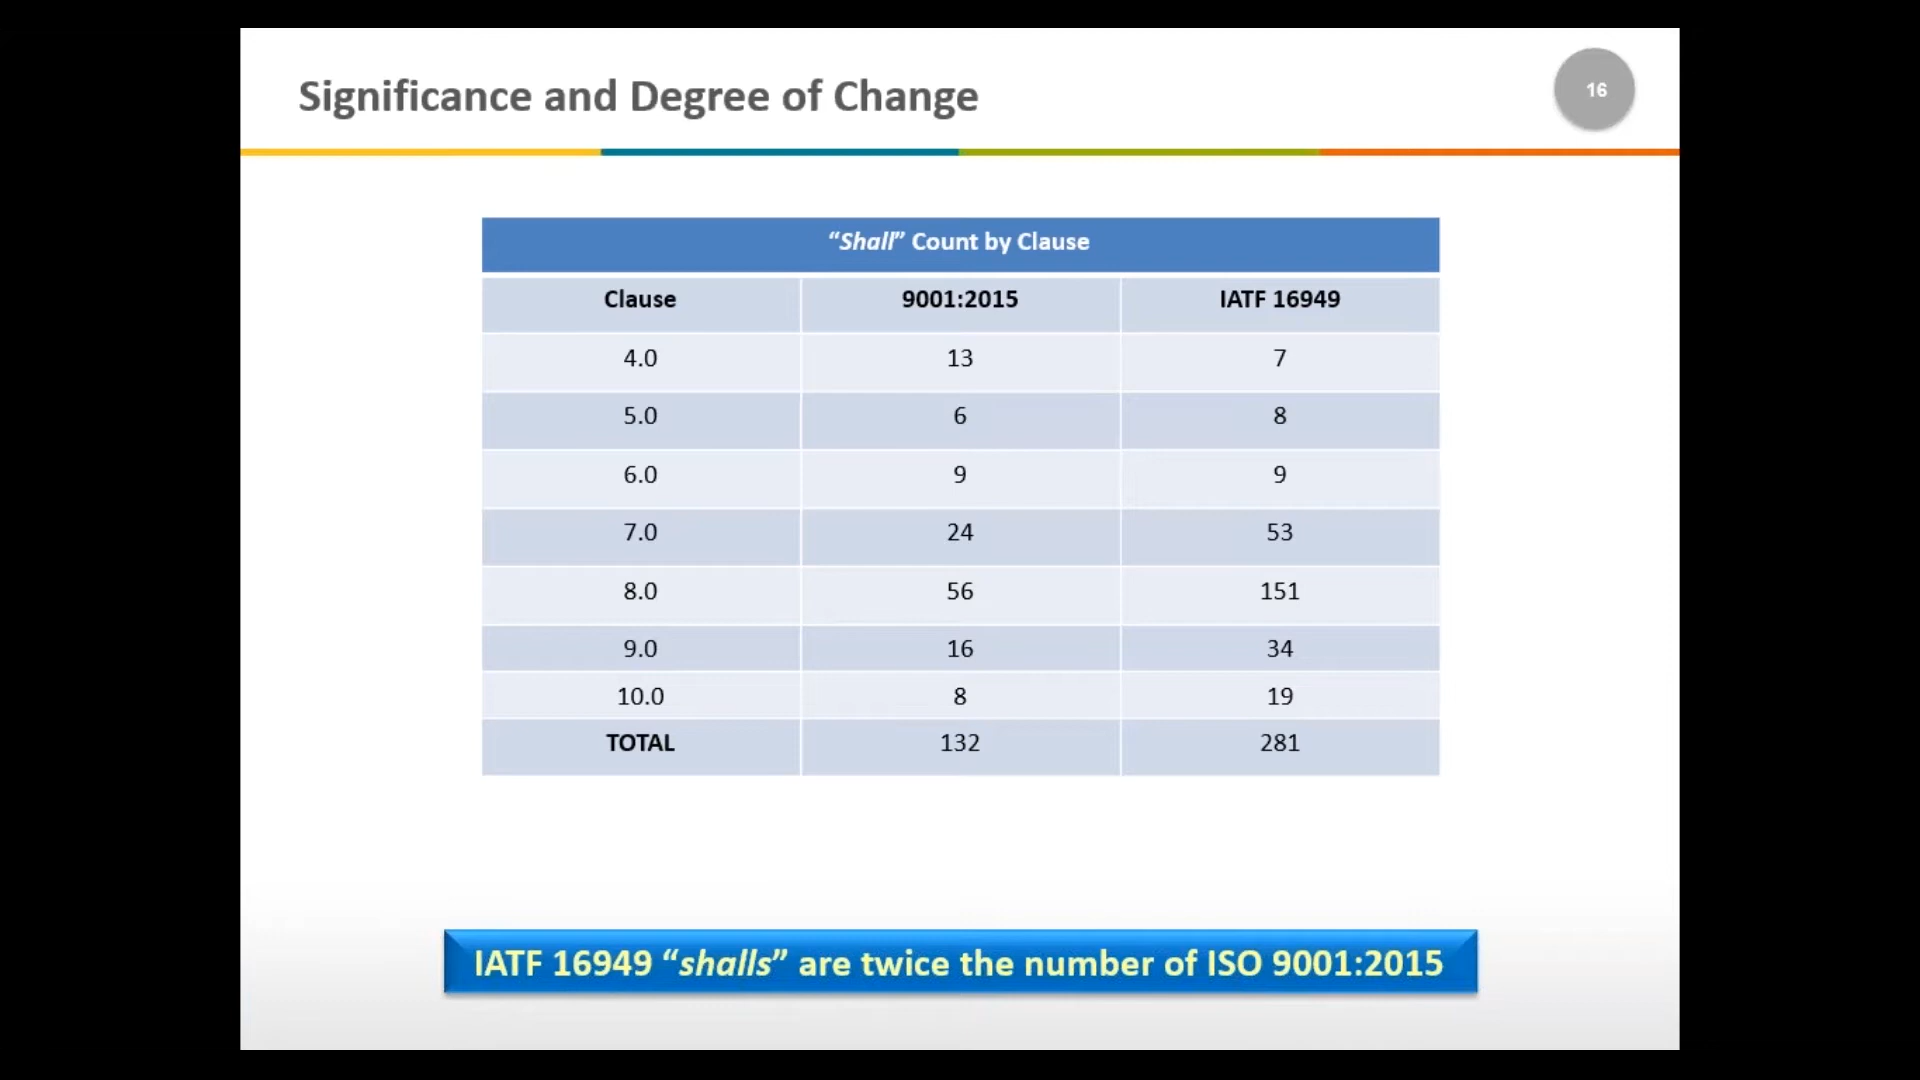 Significance and Degree of Change
16
“Shall” Count by Clause
Clause 9001:2015 IATF 16949
4.0 13 7
5.0 6 8
6.0 9 9
7.0 24 53
8.0 56 151
9.0 16 34
10.0 8 19
TOTAL 132 281
IATF 16949 “shalls” are twice the number of ISO 9001:2015